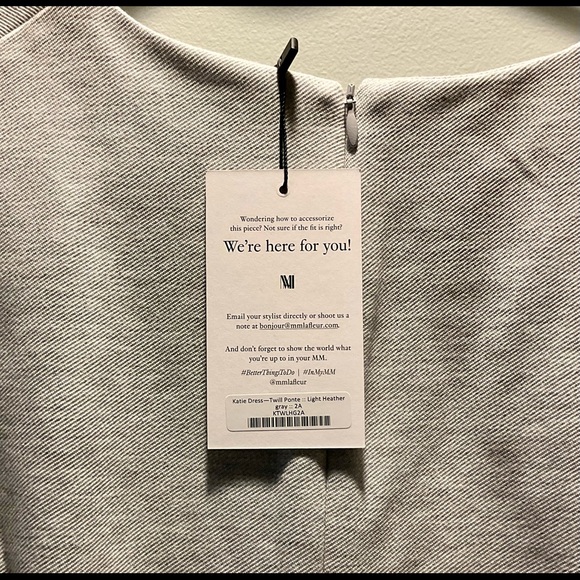 Wondering how to accessorize
this piece? Not sure if the fit is right?
We're here for you!
MM
Email your stylist directly or shoot us a
note at bonjour@mmlafleur.com.
And don't forget to show the world what
you're up to in your MM.
#BetterThingsToDo | #InMyMM
@mmlafleur
Katie Dress—Twill Ponte :: Light Heather
gray :: 2A
KTWLHG2A